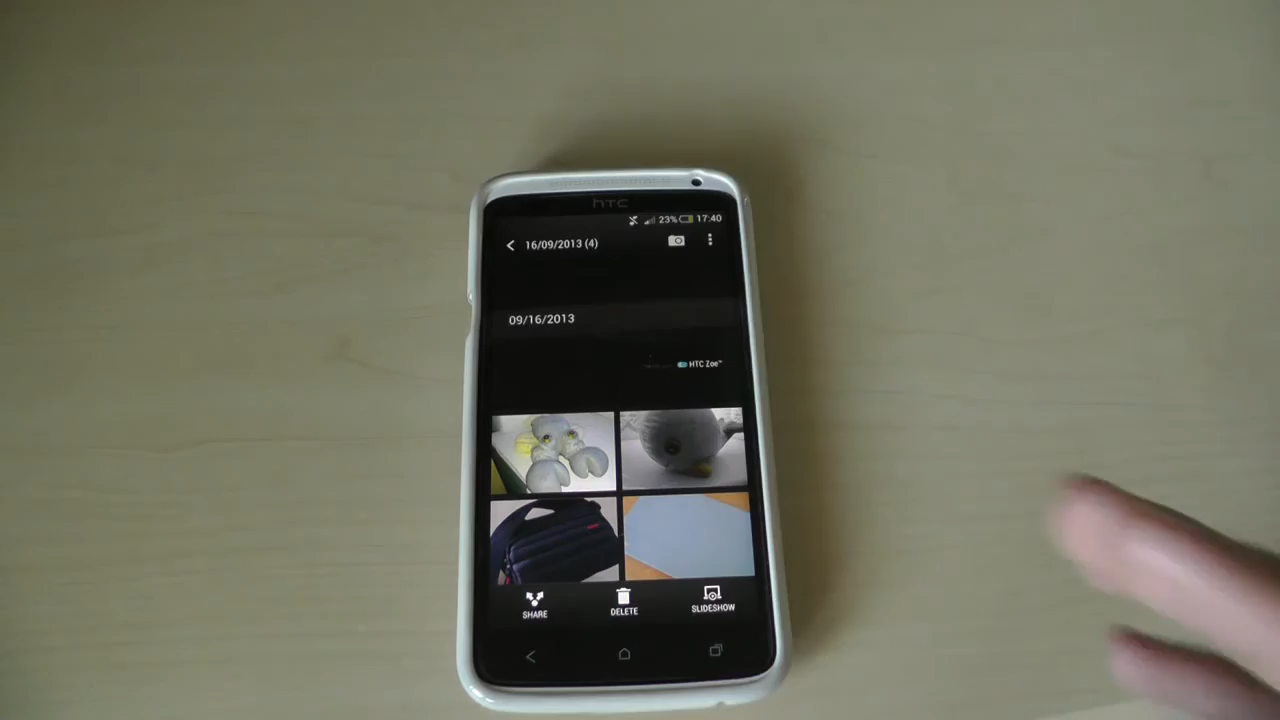 hTC
23% 17:40
16/09/2013 (4)
09/16/2013
HTC Zoe™
SHARE
DELETE
SLIDESHOW